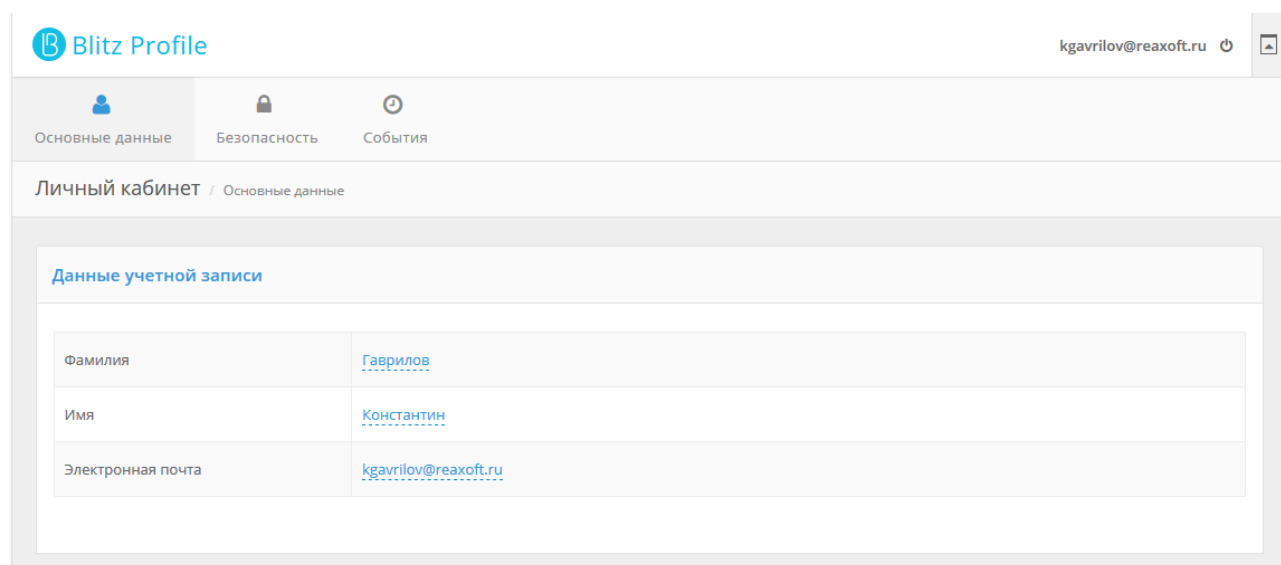 Blitz Profile
kgavrilov@reaxoft.ru
Основные данные
Безопасность
События
Личный кабинет / Основные данные
Данные учетной записи
Фамилия
Гаврилов
Имя
Константин
Электронная почта
kgavrilov@reaxoft.ru